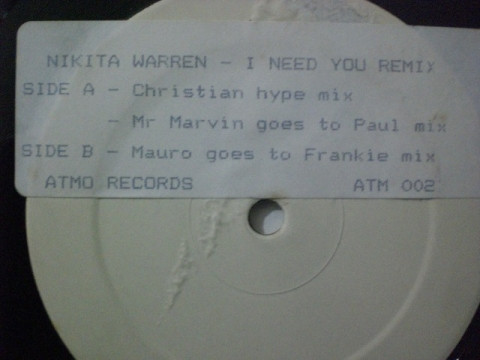 NIKITA WARREN - I NEED YOU REMIX
SIDE A - Christian hype mix
- Mr Marvin goes to Paul mix
SIDE B - Mauro goes to Frankie mix
ATMO RECORDS ATM 002